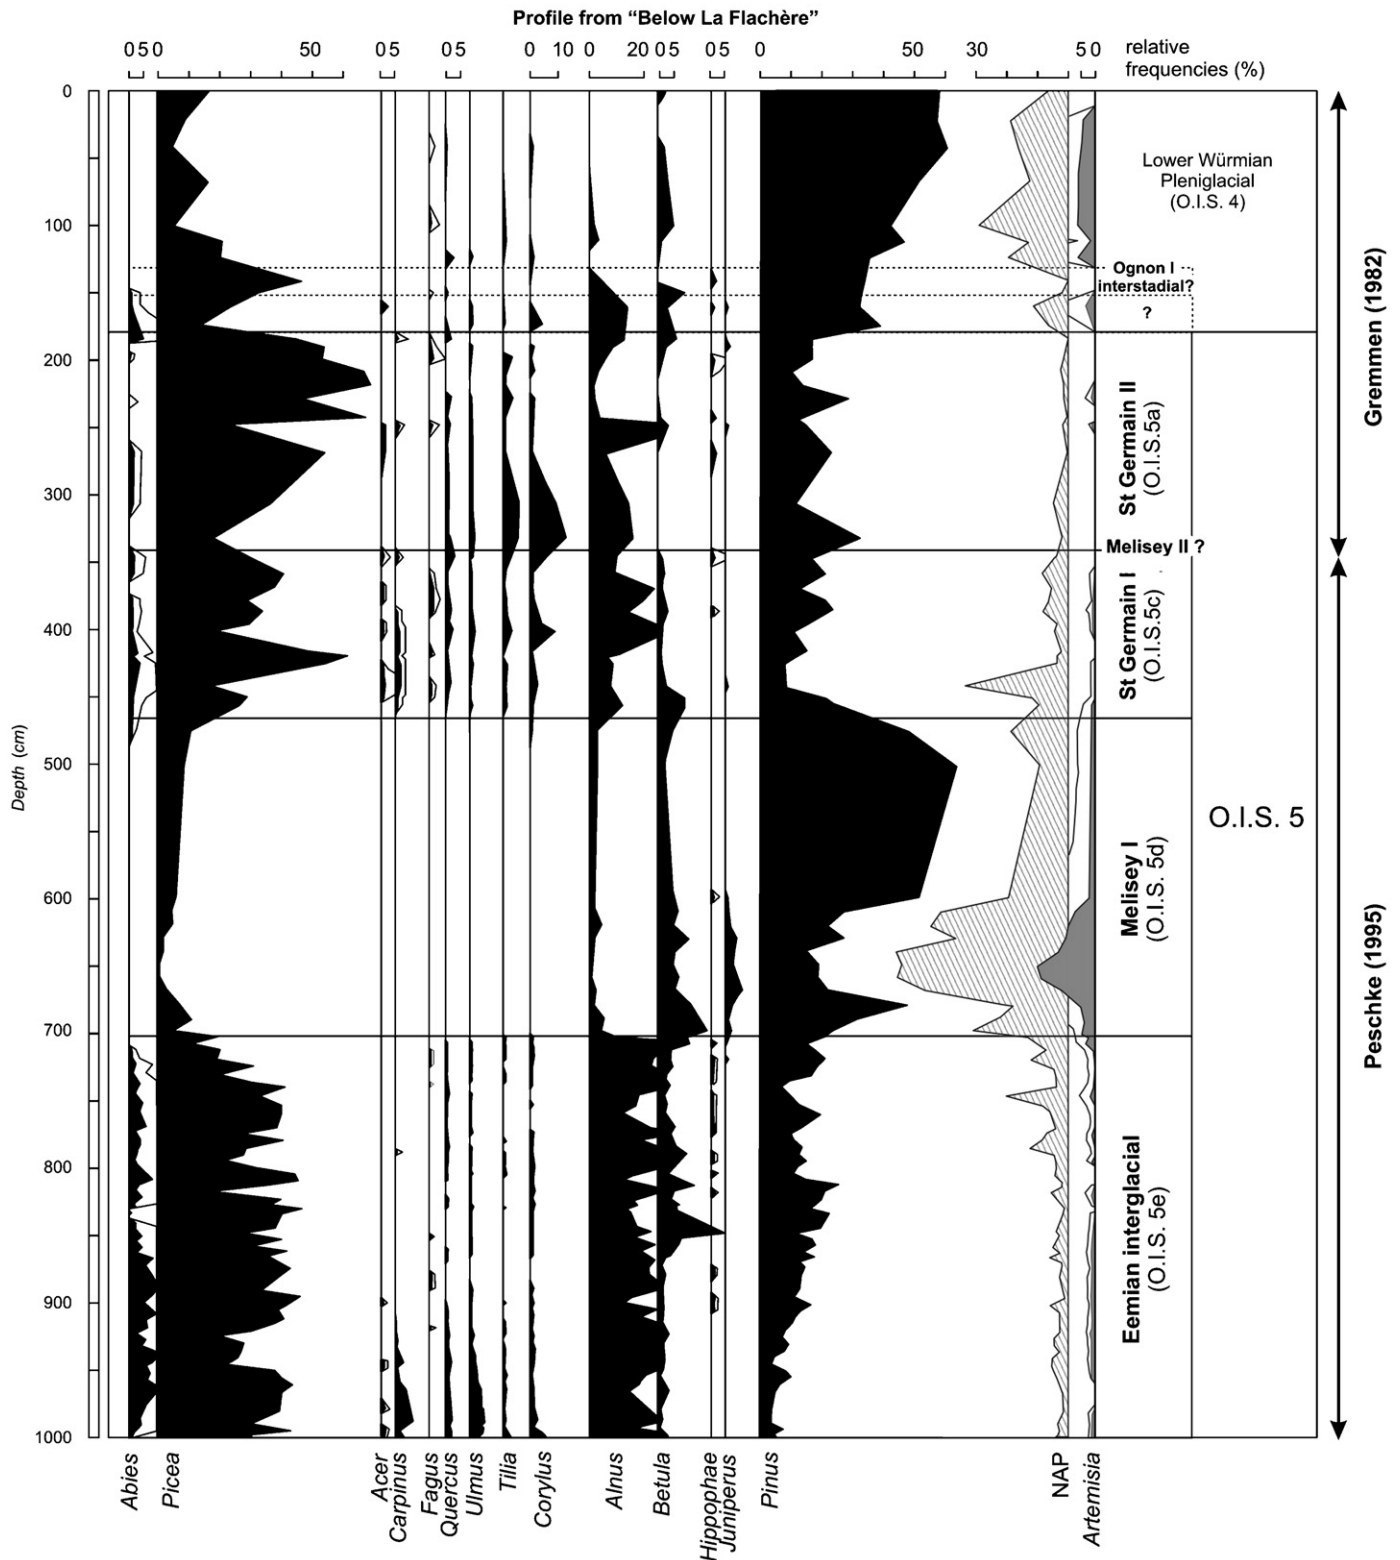 Profile from “Below La Flachère”
0 5 0 50 0 5 0 5 0 10 0 20 0 5 0 5 0 50 30 5 0 relative
frequencies (%)
0
100
200
300
400
500
600
700
800
900
1000
Depth (cm)
Lower Würmian
Pleniglacial
(O.I.S. 4)
Ognon I
interstadial?
?
St Germain II
(O.I.S.5a)
Melisey II ?
St Germain I
(O.I.S.5c)
Melisey I
(O.I.S. 5d)
Eemian interglacial
(O.I.S. 5e)
O.I.S. 5
Gremmen (1982)
Peschke (1995)
Abies
Picea
Acer
Carpinus
Fagus
Quercus
Ulmus
Tilia
Corylus
Alnus
Betula
Hippophae
Juniperus
Pinus
NAP
Artemisia